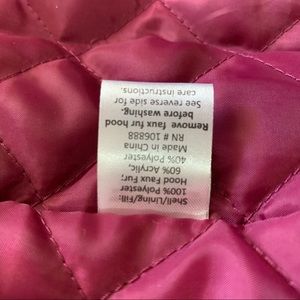 Shell/Lining/Fill:
100% Polyester
Hood Faux Fur:
60% Acrylic,
40% Polyester
Made in China
RN # 106888
Remove faux fur hood
before washing.
See reverse side for
care instructions.